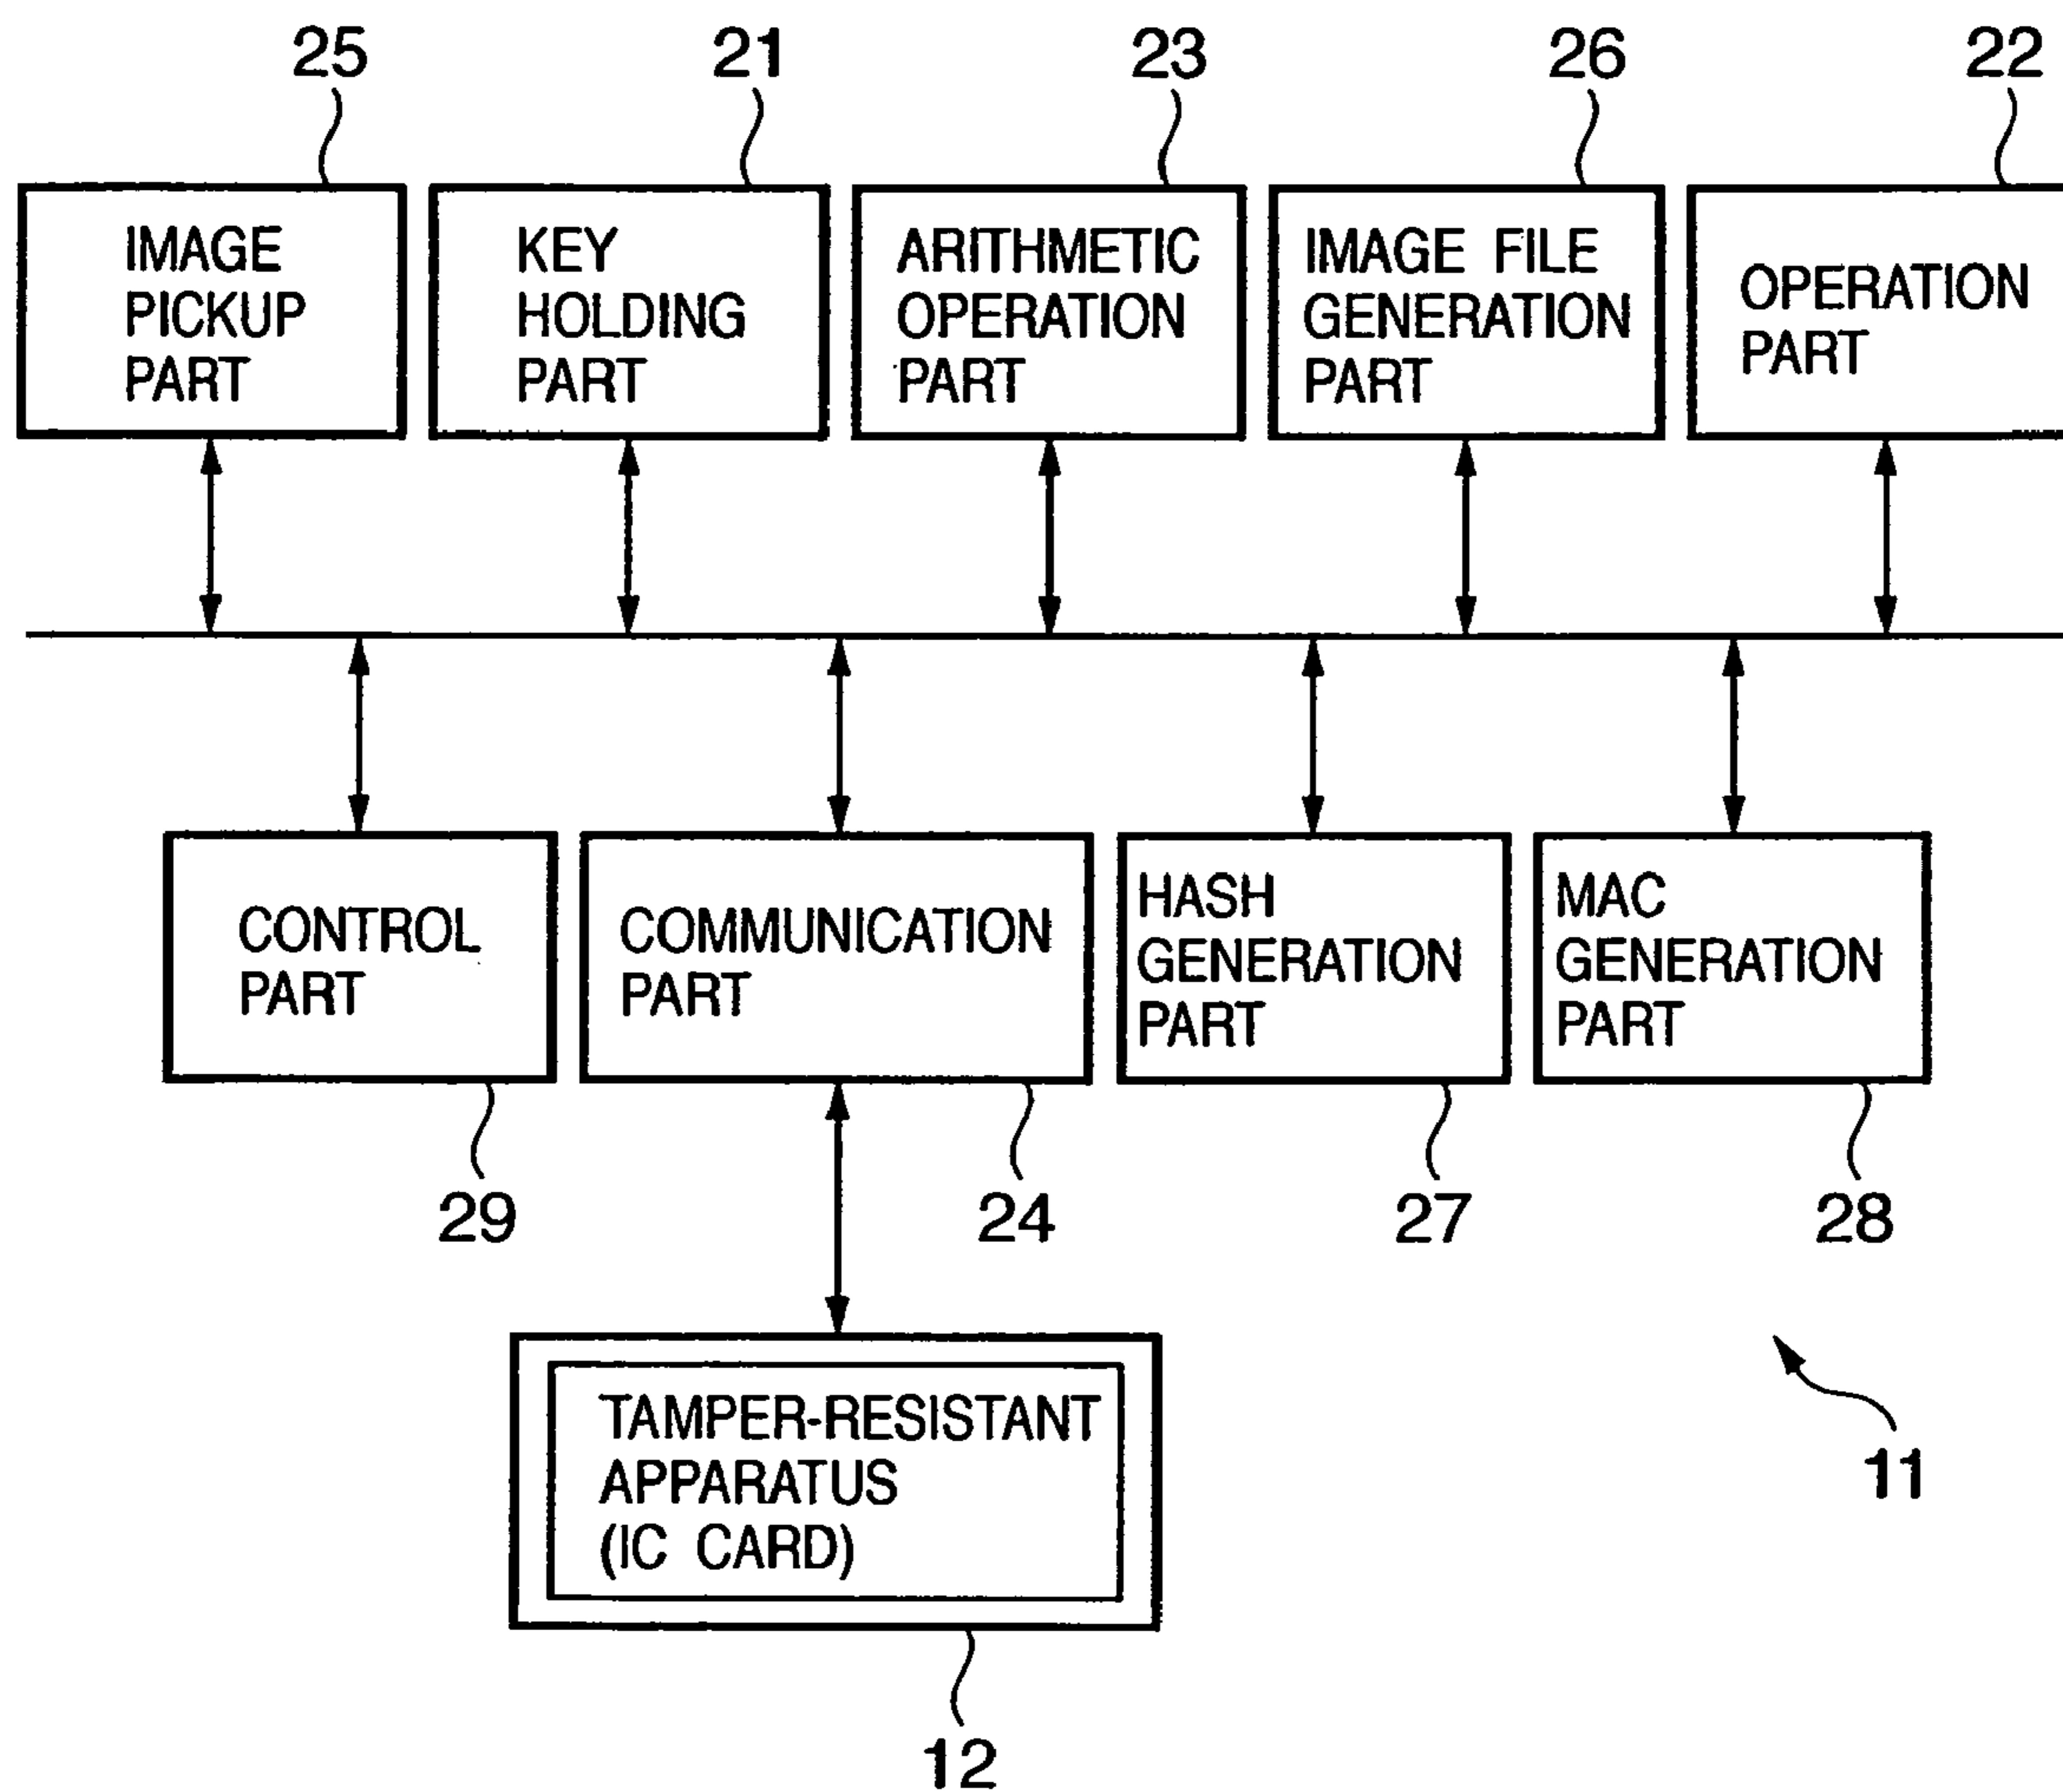 25
21
23
26
22
IMAGE
PICKUP
PART
KEY
HOLDING
PART
ARITHMETIC
OPERATION
PART
IMAGE FILE
GENERATION
PART
OPERATION
PART
CONTROL
PART
COMMUNICATION
PART
HASH
GENERATION
PART
MAC
GENERATION
PART
29
24
27
28
TAMPER-RESISTANT
APPARATUS
(IC CARD)
11
12